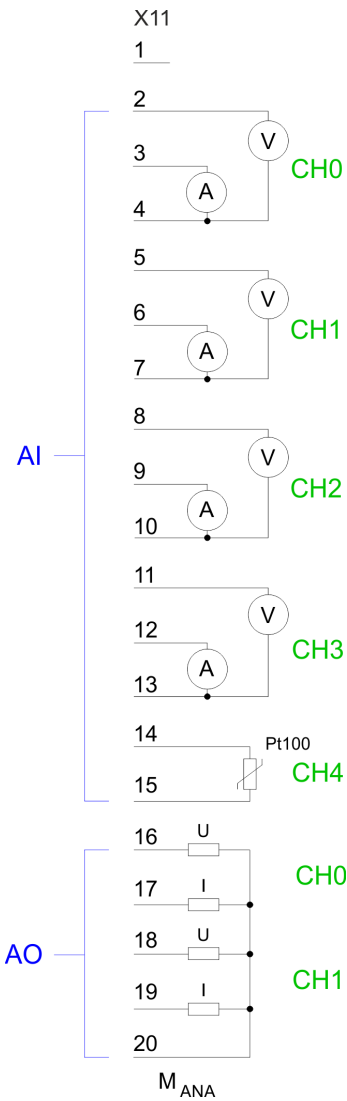 X11
1
2
V
3
CH0
A
4
5
V
6
CH1
A
7
8
V
AI
9
CH2
A
10
11
V
12
CH3
A
13
14
Pt100
CH4
15
16 U
CH0
17 I
18 U
AO
CH1
19 I
20
M ANA